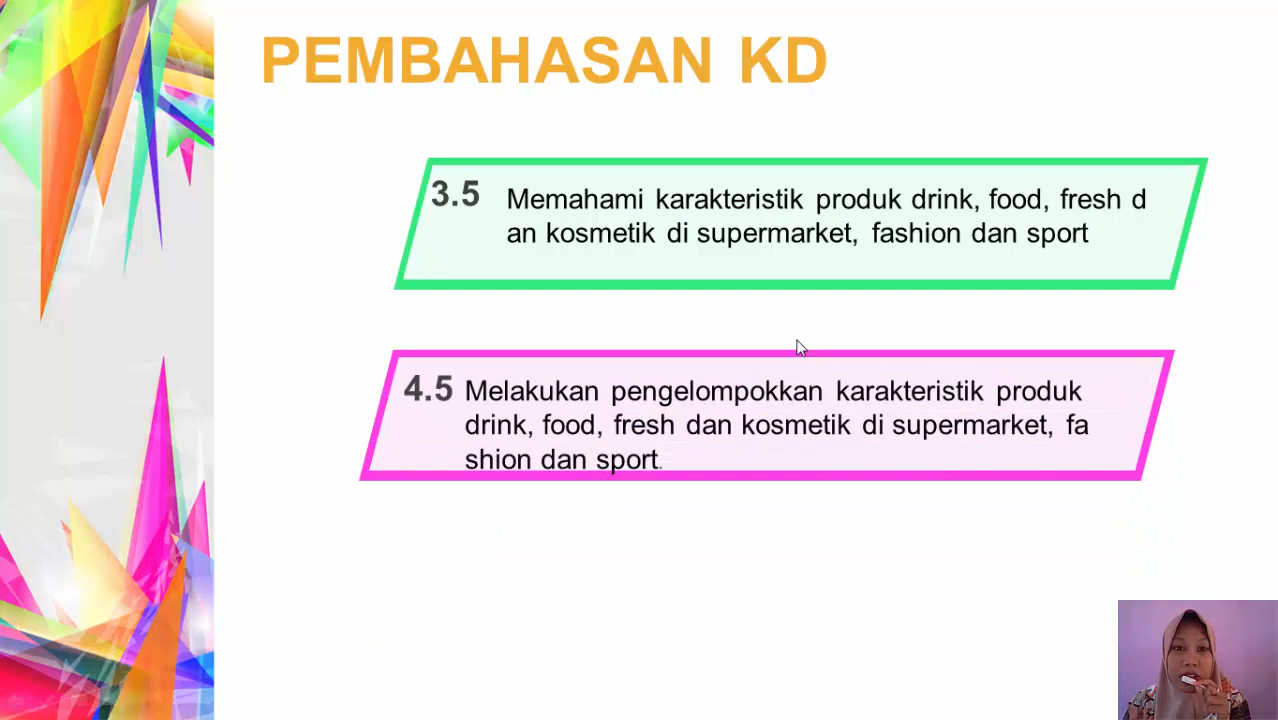 PEMBAHASAN KD
3.5 Memahami karakteristik produk drink, food, fresh d
an kosmetik di supermarket, fashion dan sport
4.5 Melakukan pengelompokkan karakteristik produk
drink, food, fresh dan kosmetik di supermarket, fa
shion dan sport.